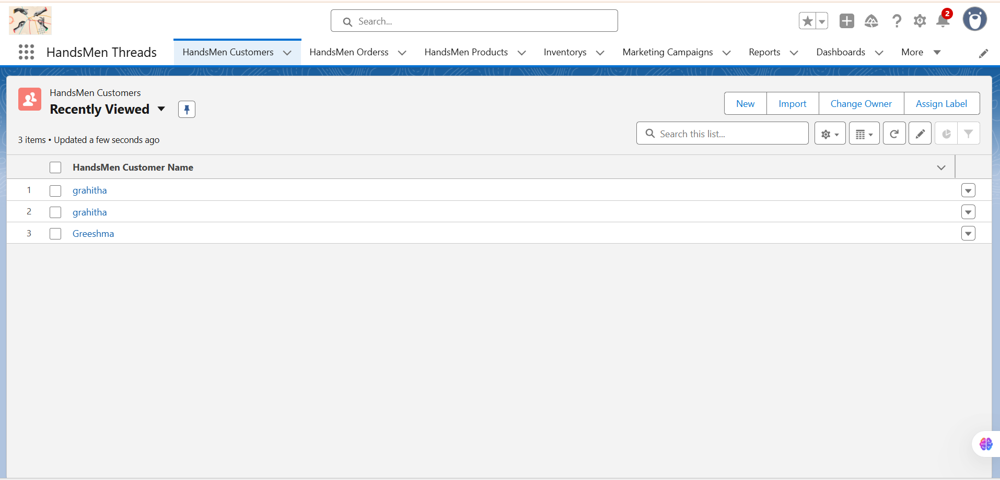 Search...
2
HandsMen Threads
HandsMen Customers
HandsMen Orderss
HandsMen Products
Inventorys
Marketing Campaigns
Reports
Dashboards
More
HandsMen Customers
Recently Viewed
New
Import
Change Owner
Assign Label
3 items • Updated a few seconds ago
Search this list...
HandsMen Customer Name
1 grahitha
2 grahitha
3 Greeshma